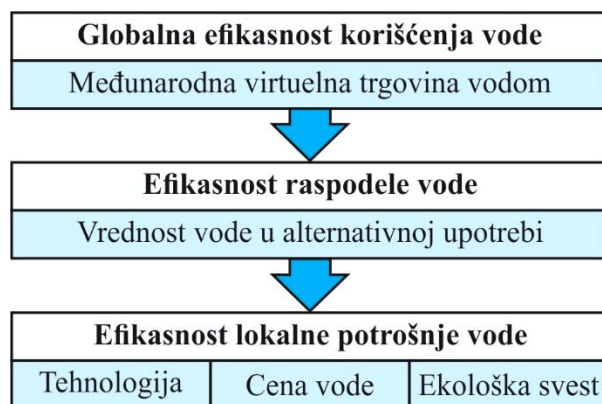 Globalna efikasnost korišćenja vode
Međunarodna virtuelna trgovina vodom
Efikasnost raspodele vode
Vrednost vode u alternativnoj upotrebi
Efikasnost lokalne potrošnje vode
Tehnologija Cena vode Ekološka svest